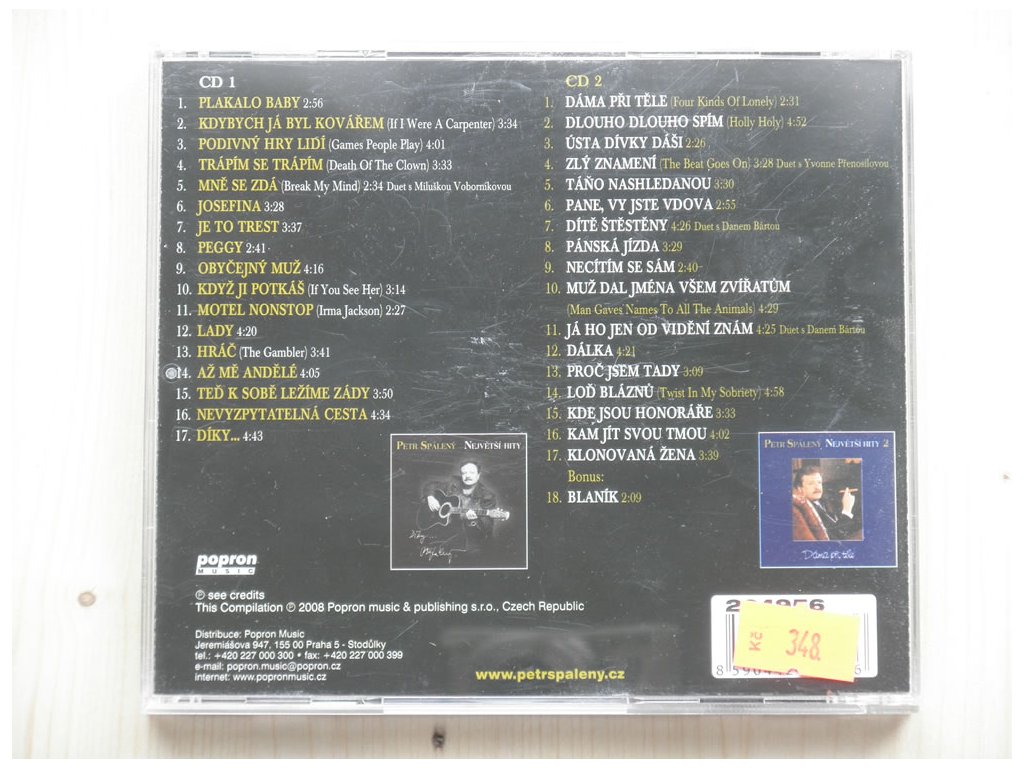 CD 1
1. PLAKALO BABY 2:56
2. KDYBYCH JÁ BYL KOVÁŘEM (If I Were A Carpenter) 3:34
3. PODIVNÝ HRY LIDÍ (Games People Play) 4:01
4. TRÁPÍM SE TRÁPÍM (Death Of The Clown) 3:33
5. MNĚ SE ZDÁ (Break My Mind) 2:34 Duet s Miluškou Voborníkovou
6. JOSEFINA 3:28
7. JE TO TREST 3:37
8. PEGGY 2:41
9. OBYČEJNÝ MUŽ 4:16
10. KDYŽ JI POTKÁŠ (If You See Her) 3:14
11. MOTEL NONSTOP (Irma Jackson) 2:27
12. LADY 4:20
13. HRÁČ (The Gambler) 3:41
14. AŽ MĚ ANDĚLÉ 4:05
15. TEĎ K SOBĚ LEŽÍME ZÁDY 3:50
16. NEVYZPYTATELNÁ CESTA 4:34
17. DÍKY... 4:43
CD 2
1. DÁMA PŘI TĚLE (Four Kinds Of Lonely) 2:31
2. DLOUHO DLOUHO SPÍM (Holly Holy) 4:52
3. ÚSTA DÍVKY DÁŠI 2:26
4. ZLÝ ZNAMENÍ (The Beat Goes On) 3:28 Duet s Yvonne Přenosilovou
5. TÁŇO NASHLEDANOU 3:30
6. PANE, VY JSTE VDOVA 2:55
7. DÍTĚ ŠTĚSTĚNY 4:26 Duet s Danem Bártou
8. PÁNSKÁ JÍZDA 3:29
9. NECÍTÍM SE SÁM 2:40
10. MUŽ DAL JMÉNA VŠEM ZVÍŘATŮM
(Man Gaves Names To All The Animals) 4:29
11. JÁ HO JEN OD VIDĚNÍ ZNÁM 4:25 Duet s Danem Bártou
12. DÁLKA 4:21
13. PROČ JSEM TADY 3:09
14. LOĎ BLÁZNŮ (Twist In My Sobriety) 4:58
15. KDE JSOU HONORÁŘE 3:33
16. KAM JÍT SVOU TMOU 4:02
17. KLONOVANÁ ŽENA 3:39
Bonus:
18. BLANÍK 2:09
PETR SPÁLENÝ NEJVĚTŠÍ HITY
PETR SPÁLENÝ NEJVĚTŠÍ HITY 2
Dáma při těle
popron
MUSIC
℗ see credits
This Compilation ℗ 2008 Popron music & publishing s.r.o., Czech Republic
Distribuce: Popron Music
Jeremiášova 947, 155 00 Praha 5 - Stodůlky
tel.: +420 227 000 300 • fax: +420 227 000 399
e-mail: popron.music@popron.cz
internet: www.popronmusic.cz
www.petrspaleny.cz
Kč 348.